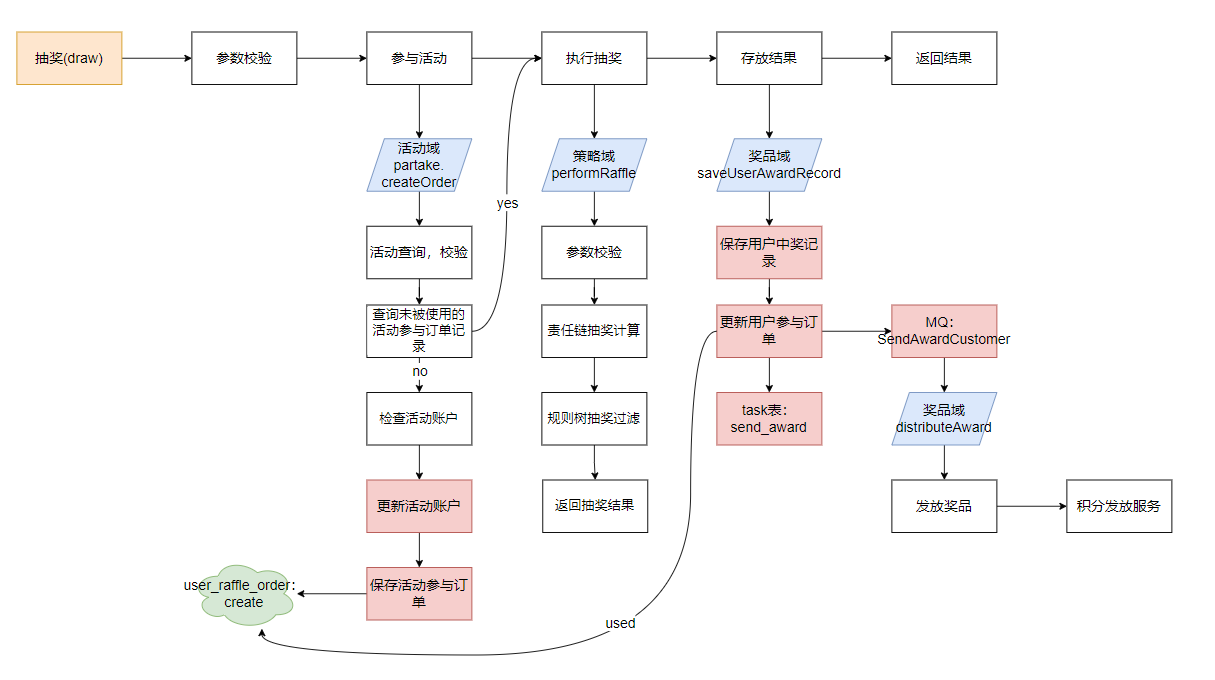 抽奖(draw)
参数校验
参与活动
执行抽奖
存放结果
返回结果
活动域
partake.
createOrder
策略域
performRaffle
奖品域
saveUserAwardRecord
yes
活动查询，校验
参数校验
保存用户中奖记
录
查询未被使用的
活动参与订单记
录
责任链抽奖计算
更新用户参与订
单
MQ：
SendAwardCustomer
no
检查活动账户
规则树抽奖过滤
task表：
send_award
奖品域
distributeAward
更新活动账户
返回抽奖结果
发放奖品
积分发放服务
user_raffle_order：
create
保存活动参与订
单
used